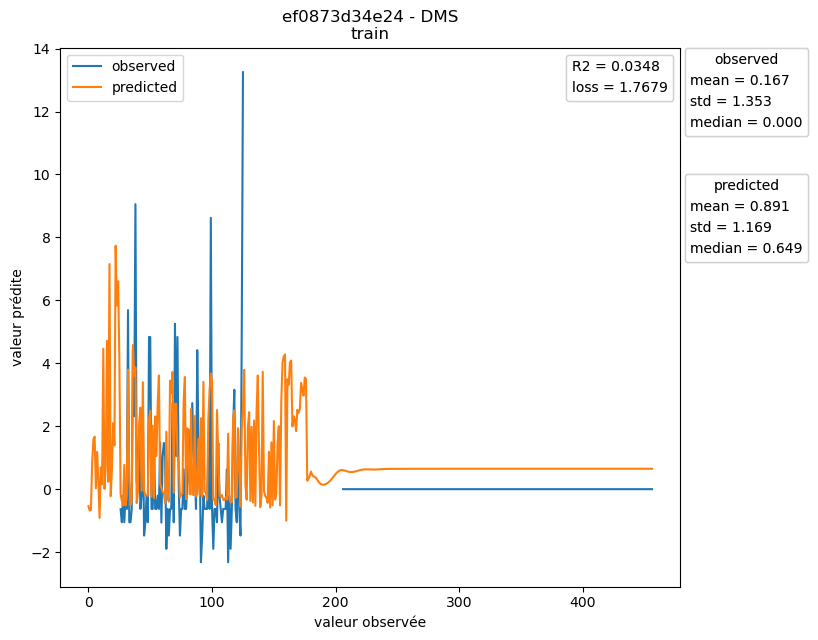 ef0873d34e24 - DMS
train
observed
predicted
R2 = 0.0348
loss = 1.7679
observed
mean = 0.167
std = 1.353
median = 0.000
predicted
mean = 0.891
std = 1.169
median = 0.649
14
12
10
8
6
4
2
0
−2
valeur prédite
0
100
200
300
400
valeur observée